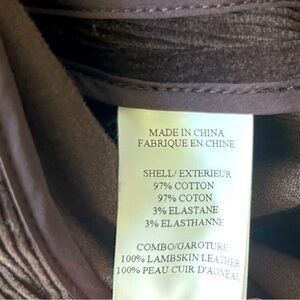 MADE IN CHINA
FABRIQUE EN CHINE
SHELL/ EXTERIEUR
97% COTTON
97% COTON
3% ELASTANE
3% ELASTHANNE
COMBO/GAROTURE
100% LAMBSKIN LEATHER
100% PEAU CUIR D'AGNEAU